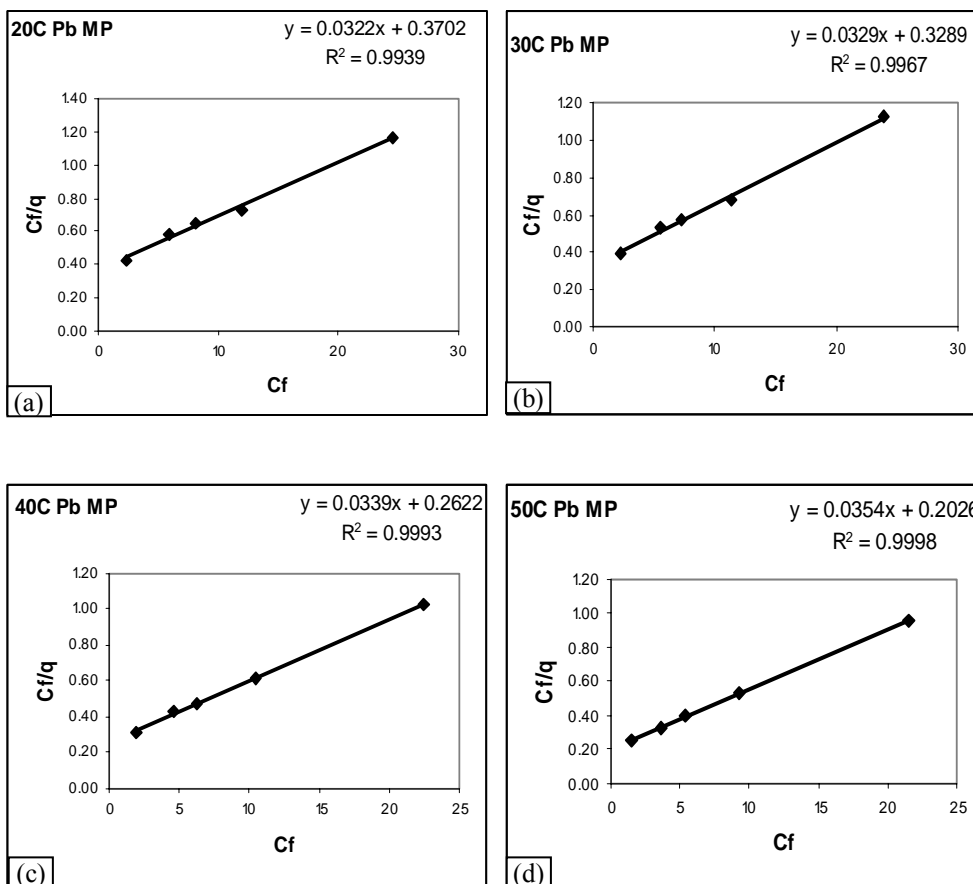 20C Pb MP
y = 0.0322x + 0.3702
R² = 0.9939
1.40
1.20
1.00
0.80
0.60
0.40
0.20
0.00
0 10 20 30
Cf/q
Cf
(a)
30C Pb MP
y = 0.0329x + 0.3289
R² = 0.9967
1.20
1.00
0.80
0.60
0.40
0.20
0.00
0 10 20 30
Cf/q
Cf
(b)
40C Pb MP
y = 0.0339x + 0.2622
R² = 0.9993
1.20
1.00
0.80
0.60
0.40
0.20
0.00
0 5 10 15 20 25
Cf/q
Cf
(c)
50C Pb MP
y = 0.0354x + 0.2026
R² = 0.9998
1.20
1.00
0.80
0.60
0.40
0.20
0.00
0 5 10 15 20 25
Cf/q
Cf
(d)